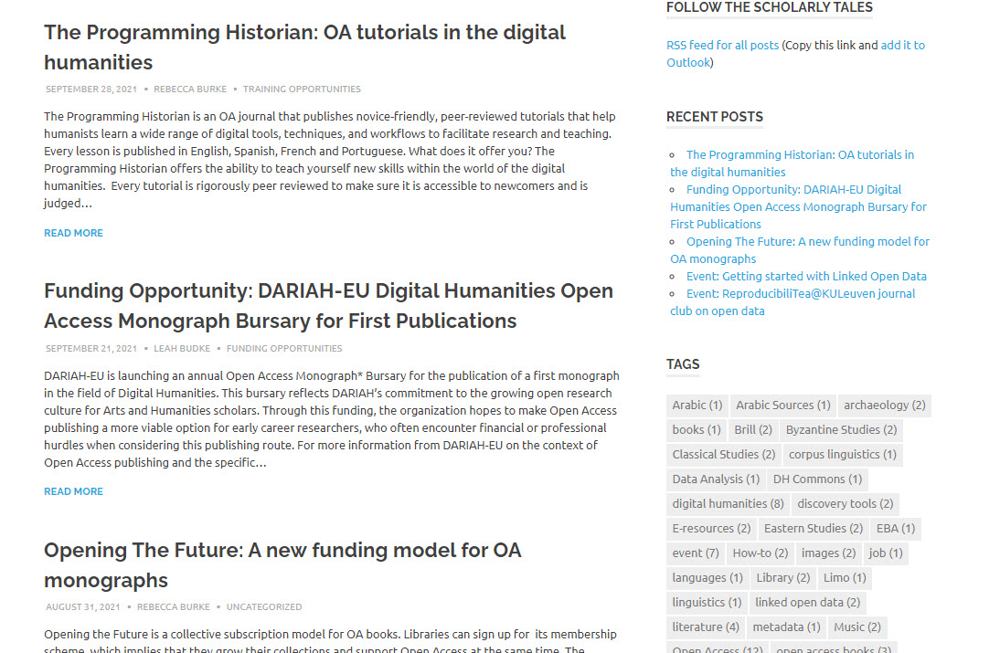 The Programming Historian: OA tutorials in the digital
humanities
SEPTEMBER 28, 2021 • REBECCA BURKE • TRAINING OPPORTUNITIES
The Programming Historian is an OA journal that publishes novice-friendly, peer-reviewed tutorials that help
humanists learn a wide range of digital tools, techniques, and workflows to facilitate research and teaching.
Every lesson is published in English, Spanish, French and Portuguese. What does it offer you? The
Programming Historian offers the ability to teach yourself new skills within the world of the digital
humanities.  Every tutorial is rigorously peer reviewed to make sure it is accessible to newcomers and is
judged…
READ MORE
Funding Opportunity: DARIAH-EU Digital Humanities Open
Access Monograph Bursary for First Publications
SEPTEMBER 21, 2021 • LEAH BUDKE • FUNDING OPPORTUNITIES
DARIAH-EU is launching an annual Open Access Monograph* Bursary for the publication of a first monograph
in the field of Digital Humanities. This bursary reflects DARIAH's commitment to the growing open research
culture for Arts and Humanities scholars. Through this funding, the organization hopes to make Open Access
publishing a more viable option for early career researchers, who often encounter financial or professional
hurdles when considering this publishing route. For more information from DARIAH-EU on the context of
Open Access publishing and the specific…
READ MORE
Opening The Future: A new funding model for OA
monographs
AUGUST 31, 2021 • REBECCA BURKE • UNCATEGORIZED
Opening the Future is a collective subscription model for OA books. Libraries can sign up for  its membership
scheme, which implies that they grow their collections and support Open Access at the same time. The
FOLLOW THE SCHOLARLY TALES
RSS feed for all posts (Copy this link and add it to
Outlook)
RECENT POSTS
The Programming Historian: OA tutorials in
the digital humanities
Funding Opportunity: DARIAH-EU Digital
Humanities Open Access Monograph Bursary for
First Publications
Opening The Future: A new funding model for
OA monographs
Event: Getting started with Linked Open Data
Event: ReproducibiliTea@KULeuven journal
club on open data
TAGS
Arabic (1) Arabic Sources (1) archaeology (2)
books (1) Brill (2) Byzantine Studies (2)
Classical Studies (2) corpus linguistics (1)
Data Analysis (1) DH Commons (1)
digital humanities (8) discovery tools (2)
E-resources (2) Eastern Studies (2) EBA (1)
event (7) How-to (2) images (2) job (1)
languages (1) Library (2) Limo (1)
linguistics (1) linked open data (2)
literature (4) metadata (1) Music (2)
Open Access (12) open access books (3)